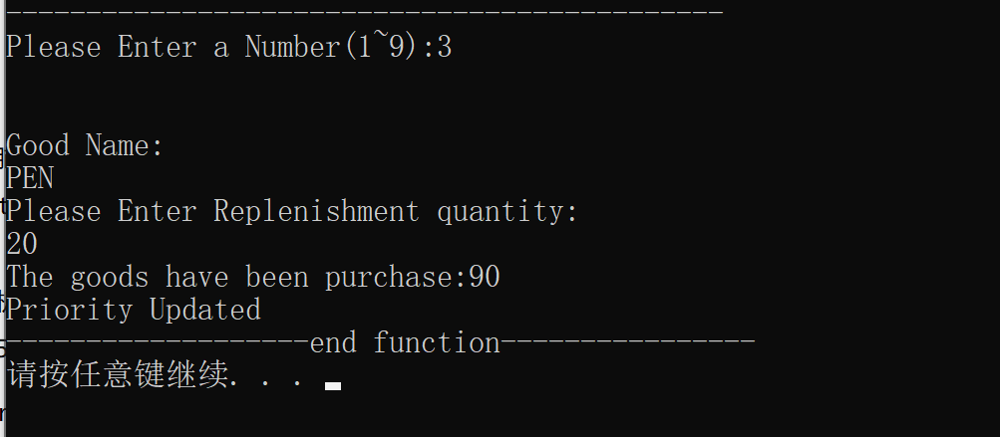 ---------------------------------------------
Please Enter a Number(1~9):3
Good Name:
PEN
Please Enter Replenishment quantity:
20
The goods have been purchase:90
Priority Updated
-------------------end function----------------
请按任意键继续. . .